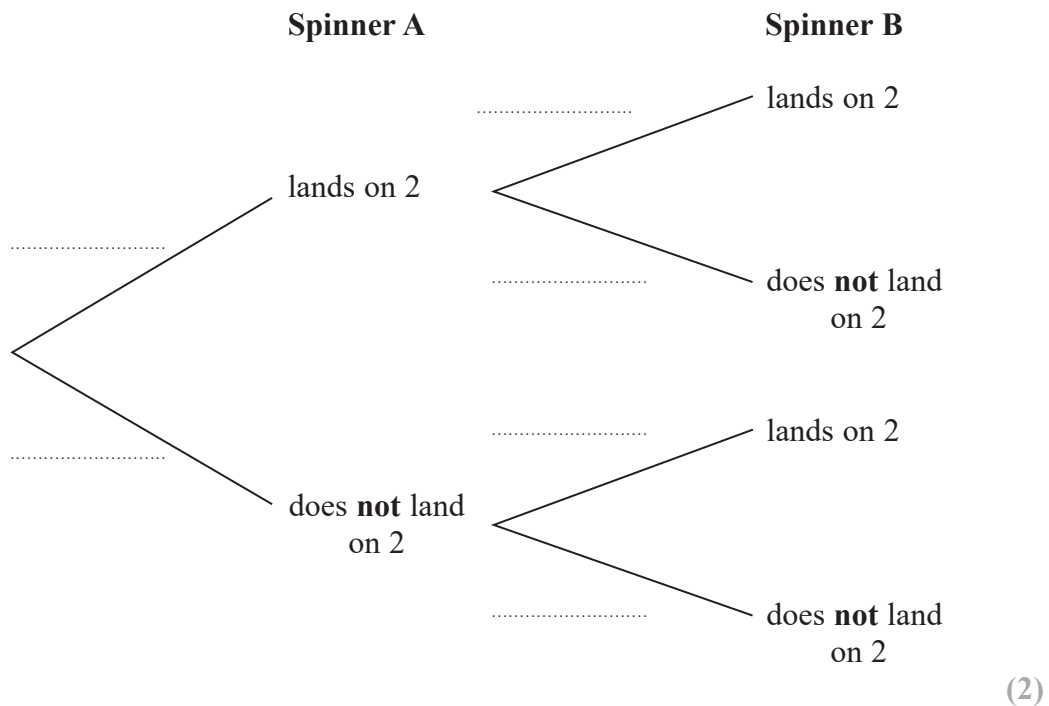 Spinner A
Spinner B
lands on 2
lands on 2
does not land
on 2
does not land
on 2
lands on 2
does not land
on 2
(2)